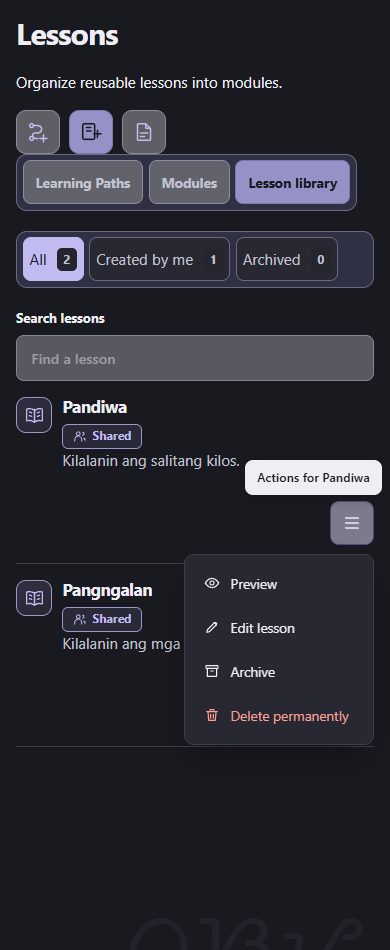 Lessons
Organize reusable lessons into modules.
Learning Paths
Modules
Lesson library
All 2
Created by me 1
Archived 0
Search lessons
Find a lesson
Pandiwa
Shared
Kilalanin ang salitang kilos.
Actions for Pandiwa
Pangngalan
Shared
Kilalanin ang mga
Preview
Edit lesson
Archive
Delete permanently